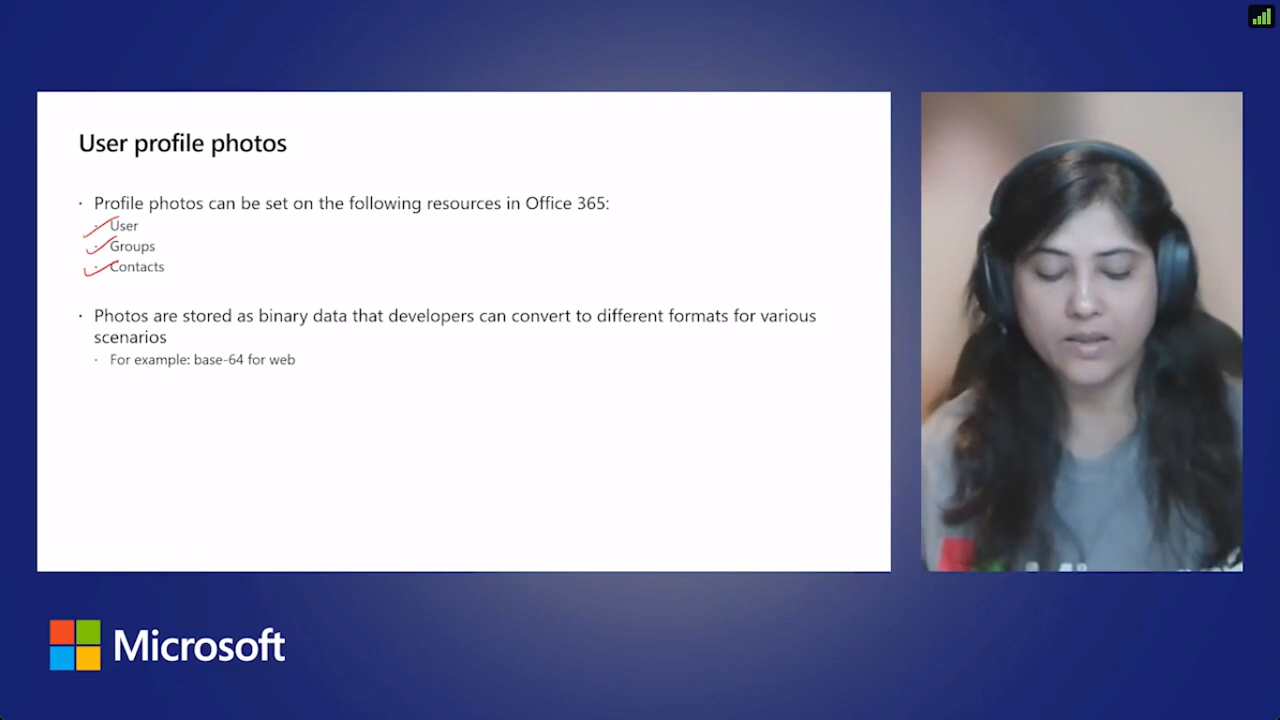 User profile photos
· Profile photos can be set on the following resources in Office 365:
· User
· Groups
· Contacts
· Photos are stored as binary data that developers can convert to different formats for various
scenarios
· For example: base-64 for web
Microsoft